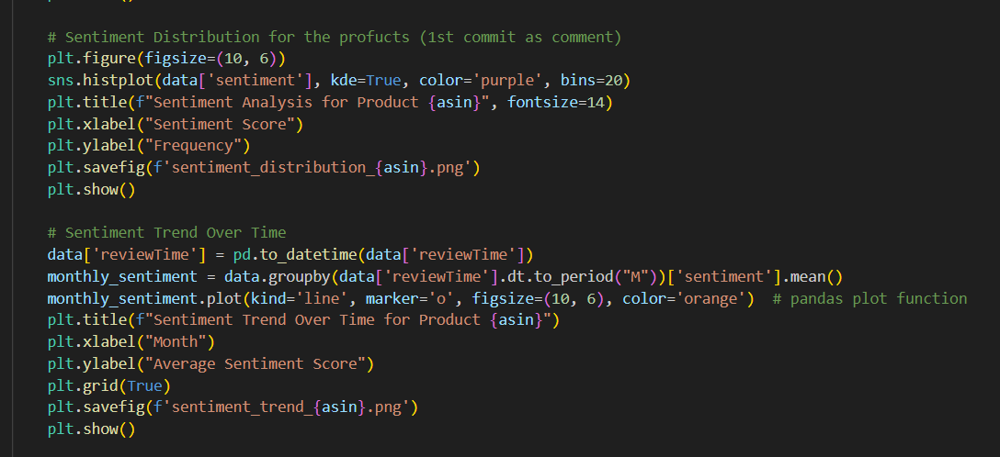 # Sentiment Distribution for the profucts (1st commit as comment)
plt.figure(figsize=(10, 6))
sns.histplot(data['sentiment'], kde=True, color='purple', bins=20)
plt.title(f"Sentiment Analysis for Product {asin}", fontsize=14)
plt.xlabel("Sentiment Score")
plt.ylabel("Frequency")
plt.savefig(f'sentiment_distribution_{asin}.png')
plt.show()
# Sentiment Trend Over Time
data['reviewTime'] = pd.to_datetime(data['reviewTime'])
monthly_sentiment = data.groupby(data['reviewTime'].dt.to_period("M"))['sentiment'].mean()
monthly_sentiment.plot(kind='line', marker='o', figsize=(10, 6), color='orange')  # pandas plot function
plt.title(f"Sentiment Trend Over Time for Product {asin}")
plt.xlabel("Month")
plt.ylabel("Average Sentiment Score")
plt.grid(True)
plt.savefig(f'sentiment_trend_{asin}.png')
plt.show()